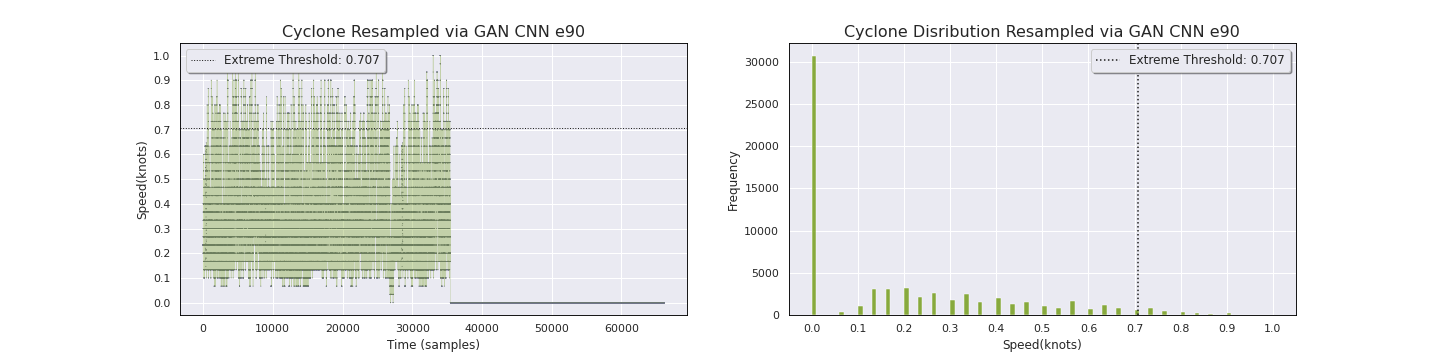 Cyclone Resampled via GAN CNN e90
Extreme Threshold: 0.707
1.0
0.9
0.8
0.7
0.6
0.5
0.4
0.3
0.2
0.1
0.0
Speed(knots)
0 10000 20000 30000 40000 50000 60000
Time (samples)
Cyclone Disribution Resampled via GAN CNN e90
Extreme Threshold: 0.707
30000
25000
20000
15000
10000
5000
0
Frequency
0.0 0.1 0.2 0.3 0.4 0.5 0.6 0.7 0.8 0.9 1.0
Speed(knots)